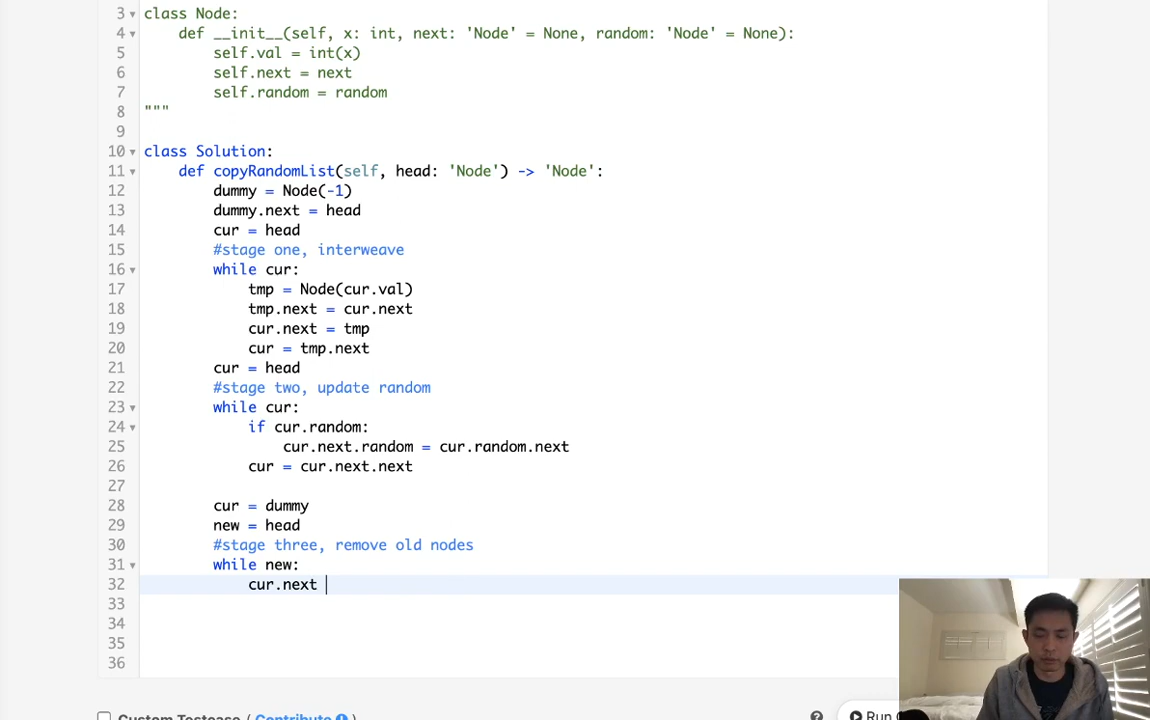 3 class Node:
4 def __init__(self, x: int, next: 'Node' = None, random: 'Node' = None):
5 self.val = int(x)
6 self.next = next
7 self.random = random
8 """
9
10 class Solution:
11 def copyRandomList(self, head: 'Node') -> 'Node':
12 dummy = Node(-1)
13 dummy.next = head
14 cur = head
15 #stage one, interweave
16 while cur:
17 tmp = Node(cur.val)
18 tmp.next = cur.next
19 cur.next = tmp
20 cur = tmp.next
21 cur = head
22 #stage two, update random
23 while cur:
24 if cur.random:
25 cur.next.random = cur.random.next
26 cur = cur.next.next
27
28 cur = dummy
29 new = head
30 #stage three, remove old nodes
31 while new:
32 cur.next
33
34
35
36
Custom Testcase ( Contribute )
Run